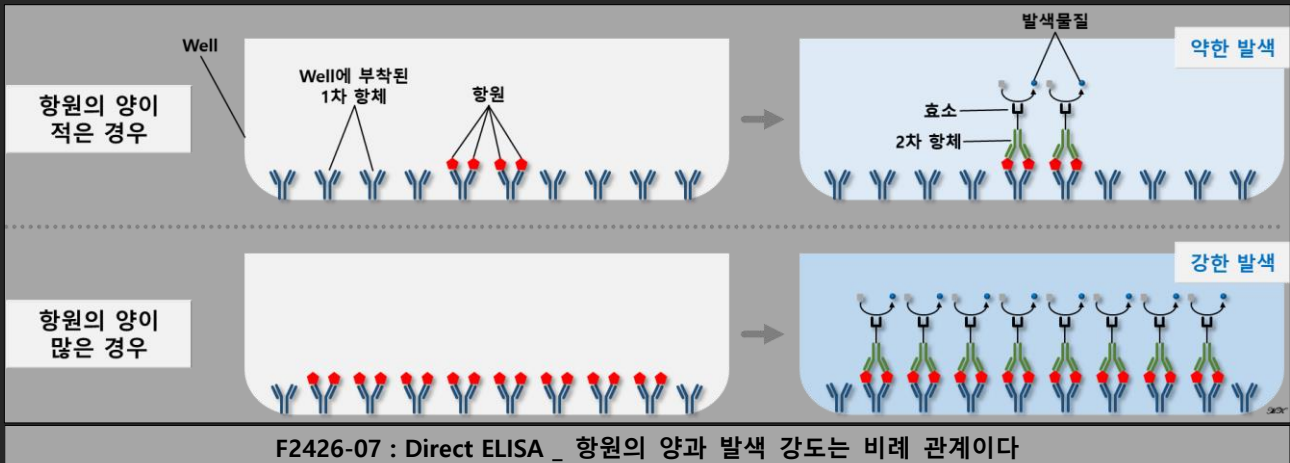 Well
Well에 부착된
1차 항체
항원
항원의 양이
적은 경우
발색물질
약한 발색
효소
2차 항체
강한 발색
항원의 양이
많은 경우
F2426-07 : Direct ELISA _ 항원의 양과 발색 강도는 비례 관계이다